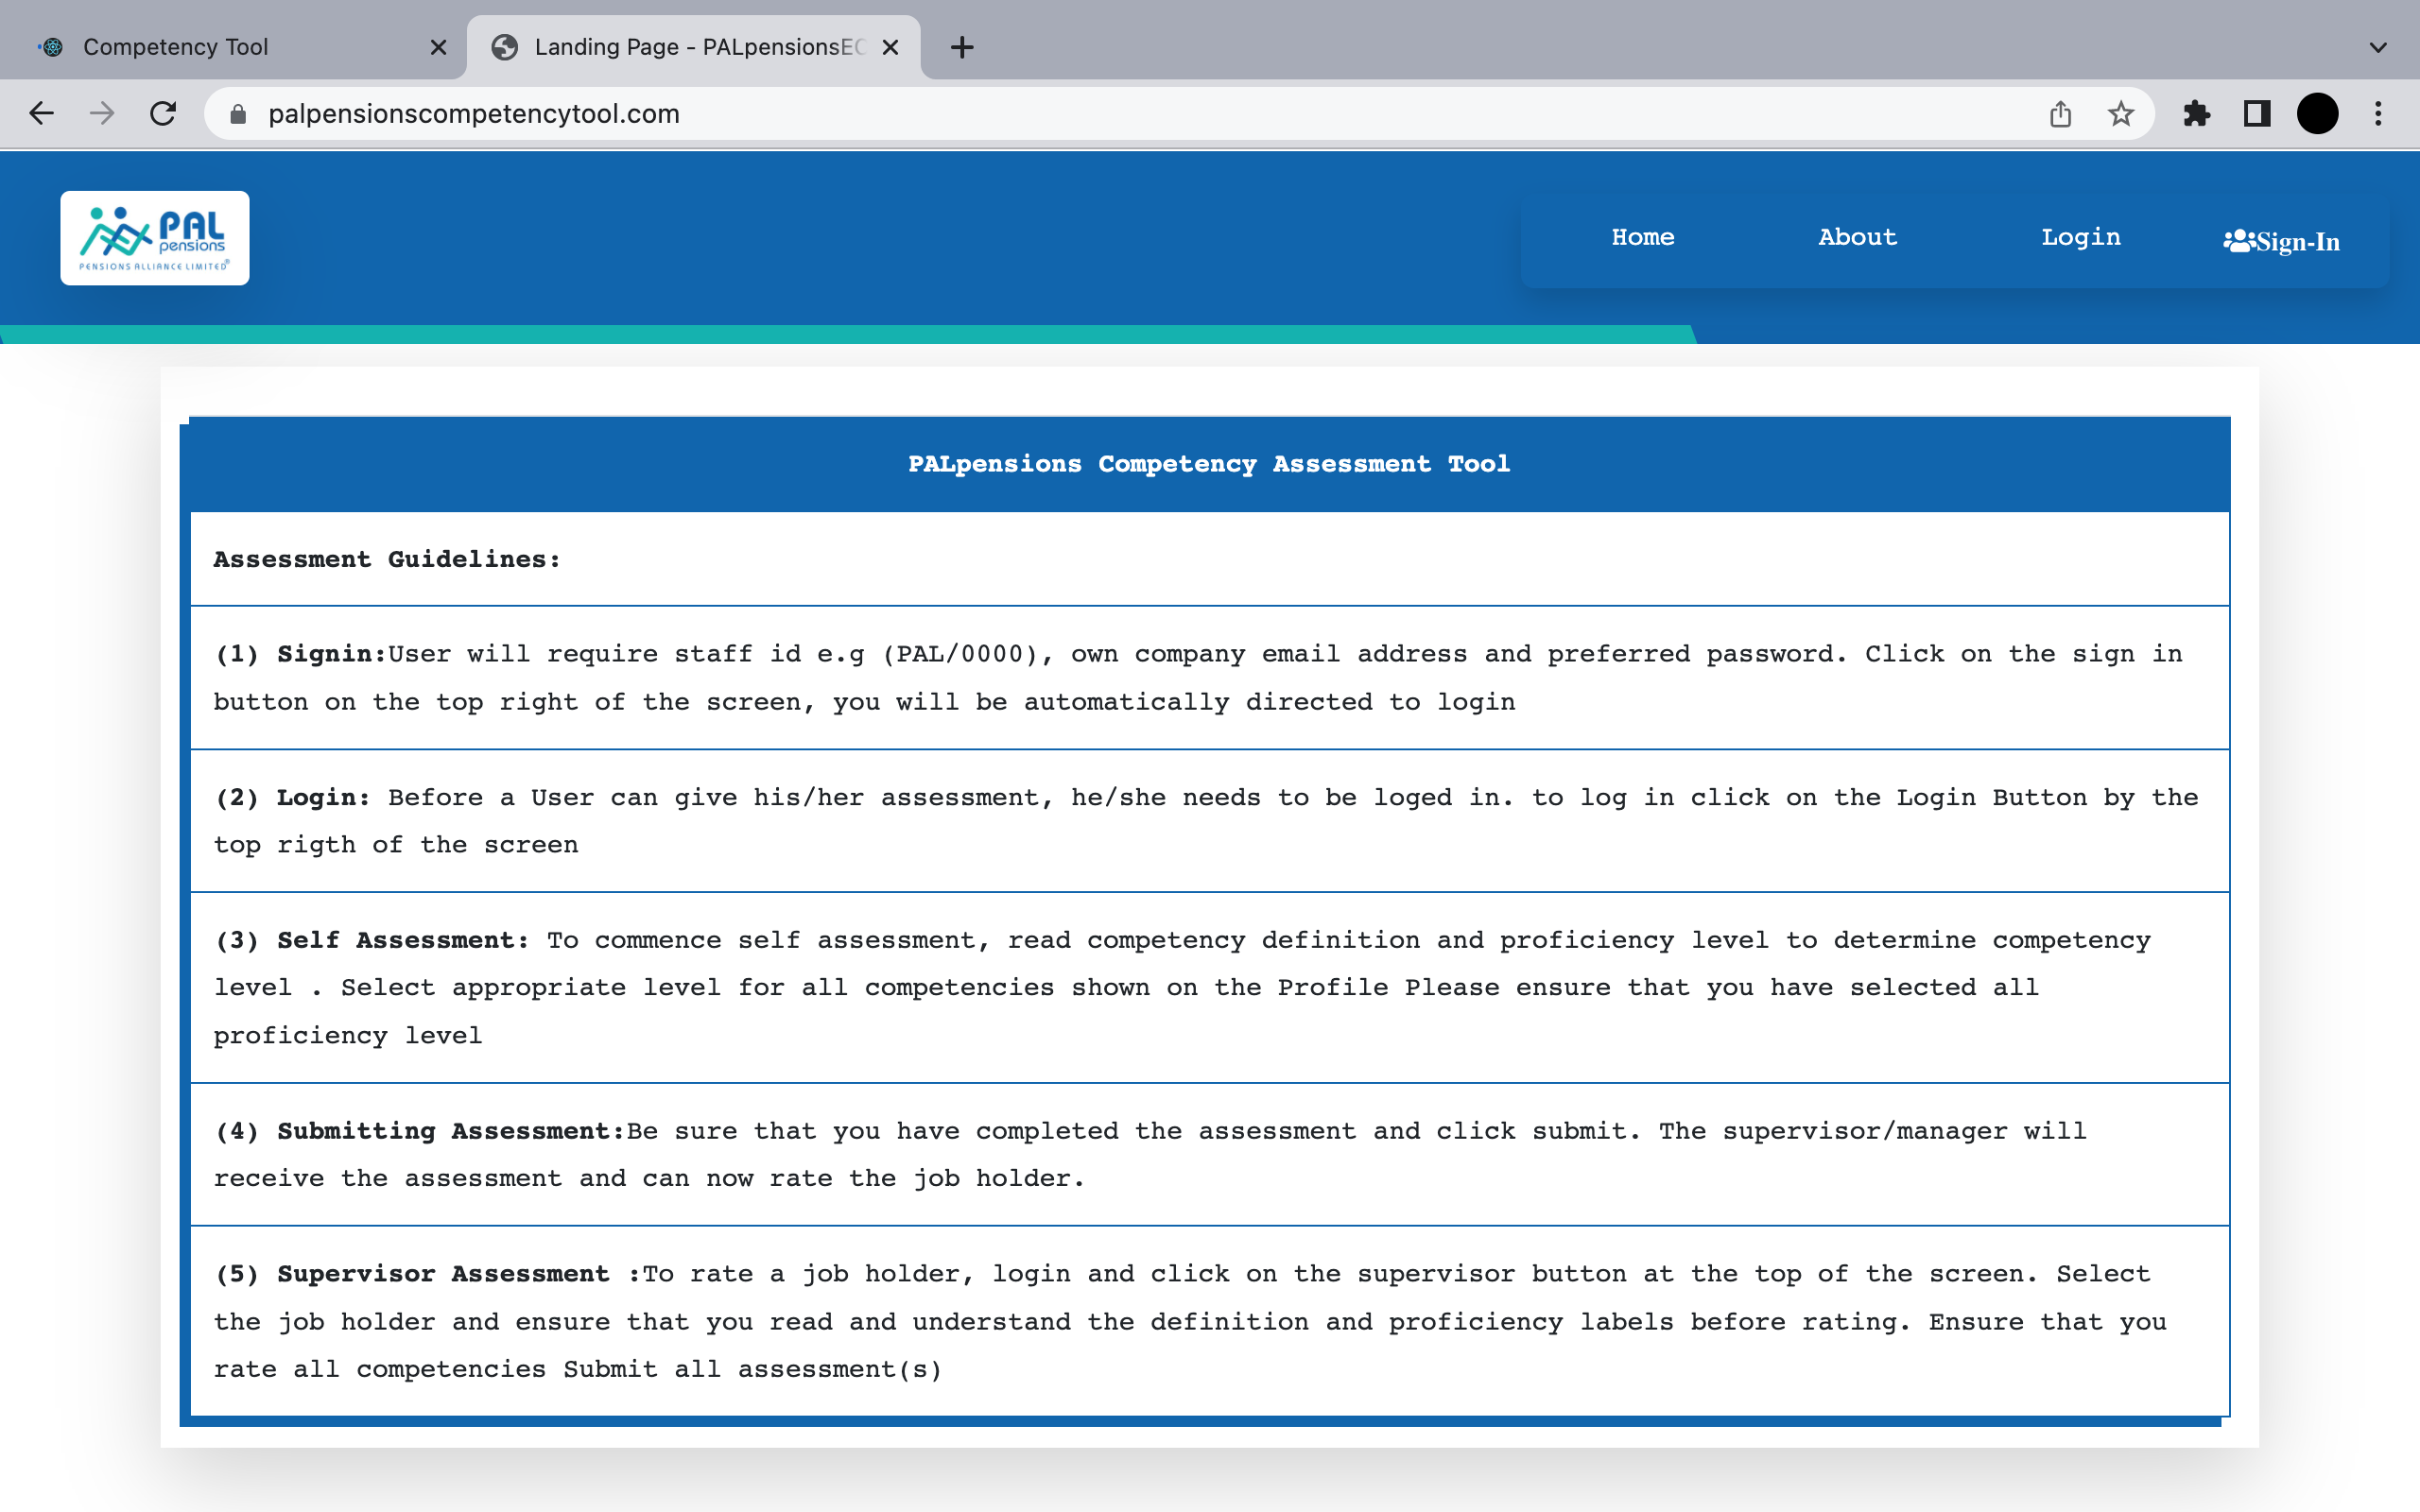 Competency Tool
Landing Page - PALpensionsEC
palpensionscompetencytool.com
PAL
pensions
PENSIONS ALLIANCE LIMITED®
Home About Login Sign-In
PALpensions Competency Assessment Tool
Assessment Guidelines:
(1) Signin:User will require staff id e.g (PAL/0000), own company email address and preferred password. Click on the sign in
button on the top right of the screen, you will be automatically directed to login
(2) Login: Before a User can give his/her assessment, he/she needs to be loged in. to log in click on the Login Button by the
top rigth of the screen
(3) Self Assessment: To commence self assessment, read competency definition and proficiency level to determine competency
level . Select appropriate level for all competencies shown on the Profile Please ensure that you have selected all
proficiency level
(4) Submitting Assessment:Be sure that you have completed the assessment and click submit. The supervisor/manager will
receive the assessment and can now rate the job holder.
(5) Supervisor Assessment :To rate a job holder, login and click on the supervisor button at the top of the screen. Select
the job holder and ensure that you read and understand the definition and proficiency labels before rating. Ensure that you
rate all competencies Submit all assessment(s)